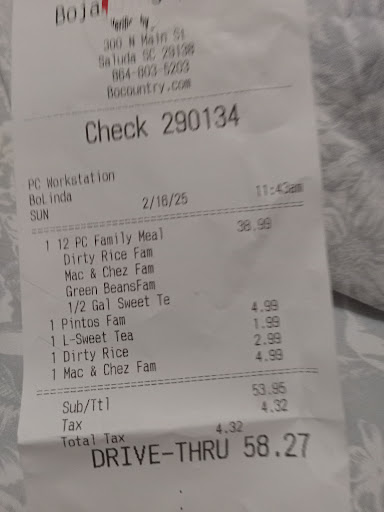 Boja
300 N Main St
Saluda SC 29138
864-603-5203
Bocountry.com
Check 290134
PC Workstation
BoLinda
SUN 2/16/25 11:43am
1 12 PC Family Meal 38.99
Dirty Rice Fam
Mac & Chez Fam
Green BeansFam
1/2 Gal Sweet Te
1 Pintos Fam 4.99
1 L-Sweet Tea 1.99
1 Dirty Rice 2.99
1 Mac & Chez Fam 4.99
Sub/Ttl 53.95
Tax 4.32
Total Tax 4.32
DRIVE-THRU 58.27